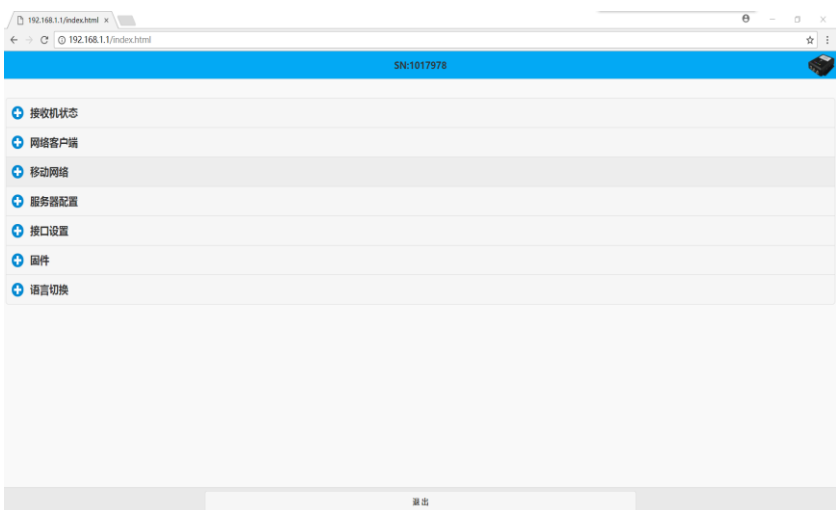 192.168.1.1/index.html
192.168.1.1/index.html
SN:1017978
接收机状态
网络客户端
移动网络
服务器配置
接口设置
固件
语言切换
退出